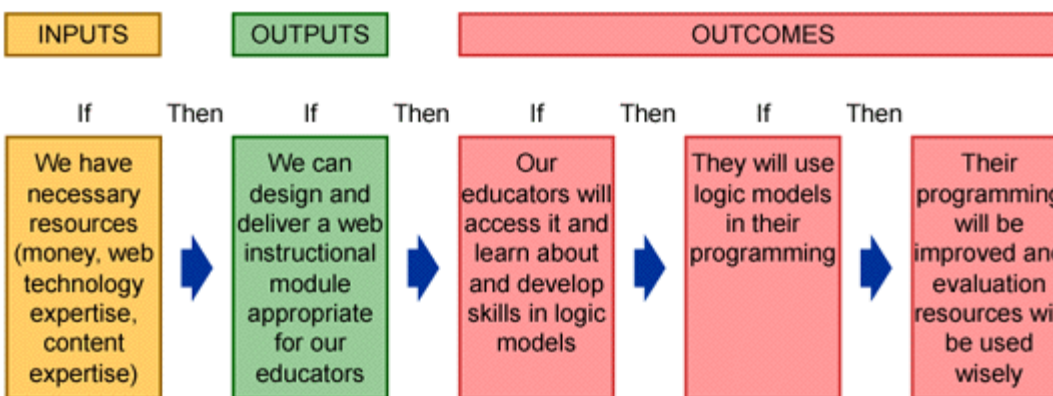 INPUTS
OUTPUTS
OUTCOMES
If Then If Then If Then If Then
We have
necessary
resources
(money, web
technology
expertise,
content
expertise)
We can
design and
deliver a web
instructional
module
appropriate
for our
educators
Our
educators will
access it and
learn about
and develop
skills in logic
models
They will use
logic models
in their
programming
Their
programming
will be
improved and
evaluation
resources wil
be used
wisely